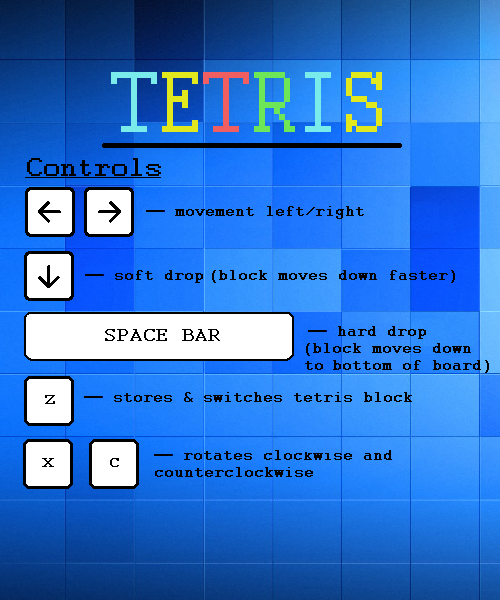 TETRIS
Controls
← → — movement left/right
↓ — soft drop (block moves down faster)
SPACE BAR — hard drop
(block moves down
to bottom of board)
z — stores & switches tetris block
x c — rotates clockwise and
counterclockwise